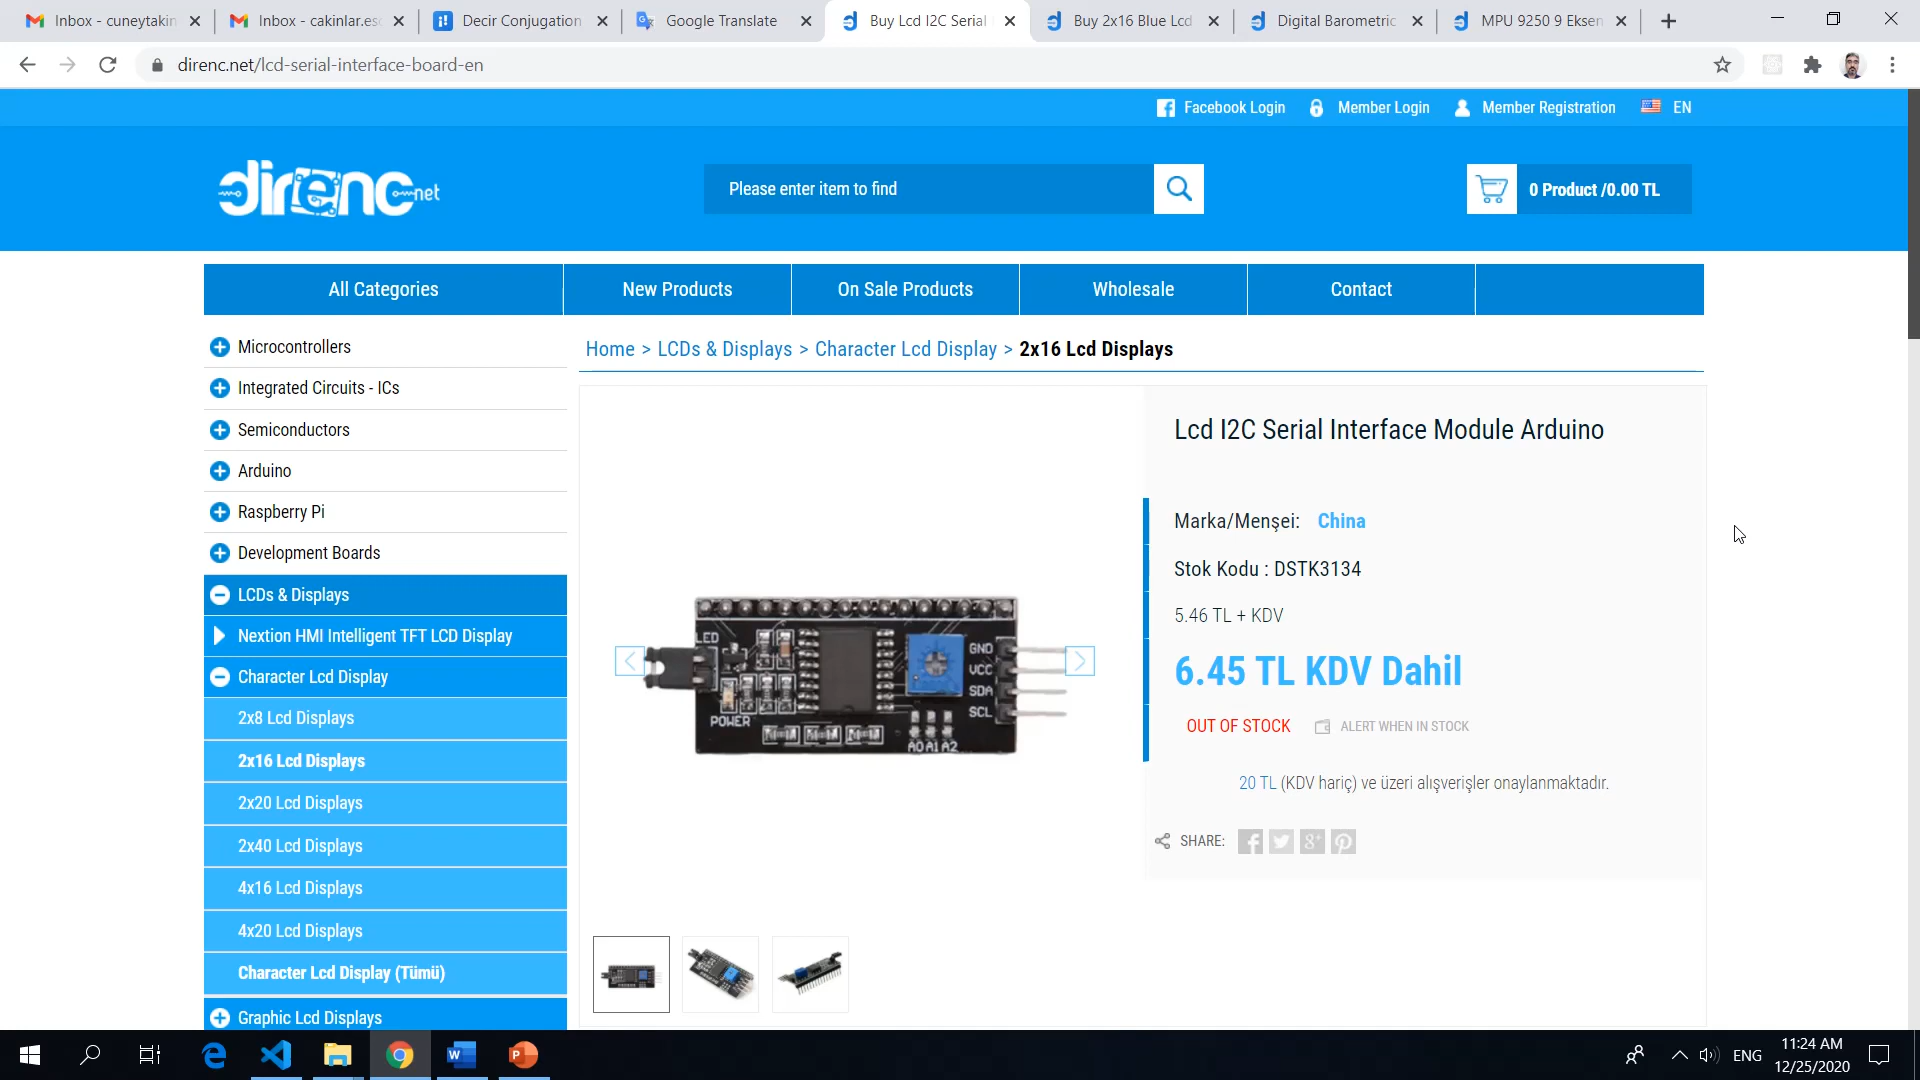 Inbox - cuneytakin
Inbox - cakinlar.eso
Decir Conjugation
Google Translate
Buy Lcd I2C Serial
Buy 2x16 Blue Lcd
Digital Barometric
MPU 9250 9 Eksen
direnc.net/lcd-serial-interface-board-en
Facebook Login
Member Login
Member Registration
EN
direnc.net
Please enter item to find
0 Product /0.00 TL
All Categories
New Products
On Sale Products
Wholesale
Contact
Microcontrollers
Integrated Circuits - ICs
Semiconductors
Arduino
Raspberry Pi
Development Boards
LCDs & Displays
Nextion HMI Intelligent TFT LCD Display
Character Lcd Display
2x8 Lcd Displays
2x16 Lcd Displays
2x20 Lcd Displays
2x40 Lcd Displays
4x16 Lcd Displays
4x20 Lcd Displays
Character Lcd Display (Tümü)
Graphic Lcd Displays
Home > LCDs & Displays > Character Lcd Display > 2x16 Lcd Displays
LED
POWER
GND
VCC
SDA
SCL
A0 A1 A2
Lcd I2C Serial Interface Module Arduino
Marka/Menşei: China
Stok Kodu : DSTK3134
5.46 TL + KDV
6.45 TL KDV Dahil
OUT OF STOCK
ALERT WHEN IN STOCK
20 TL (KDV hariç) ve üzeri alışverişler onaylanmaktadır.
SHARE:
ENG
11:24 AM
12/25/2020